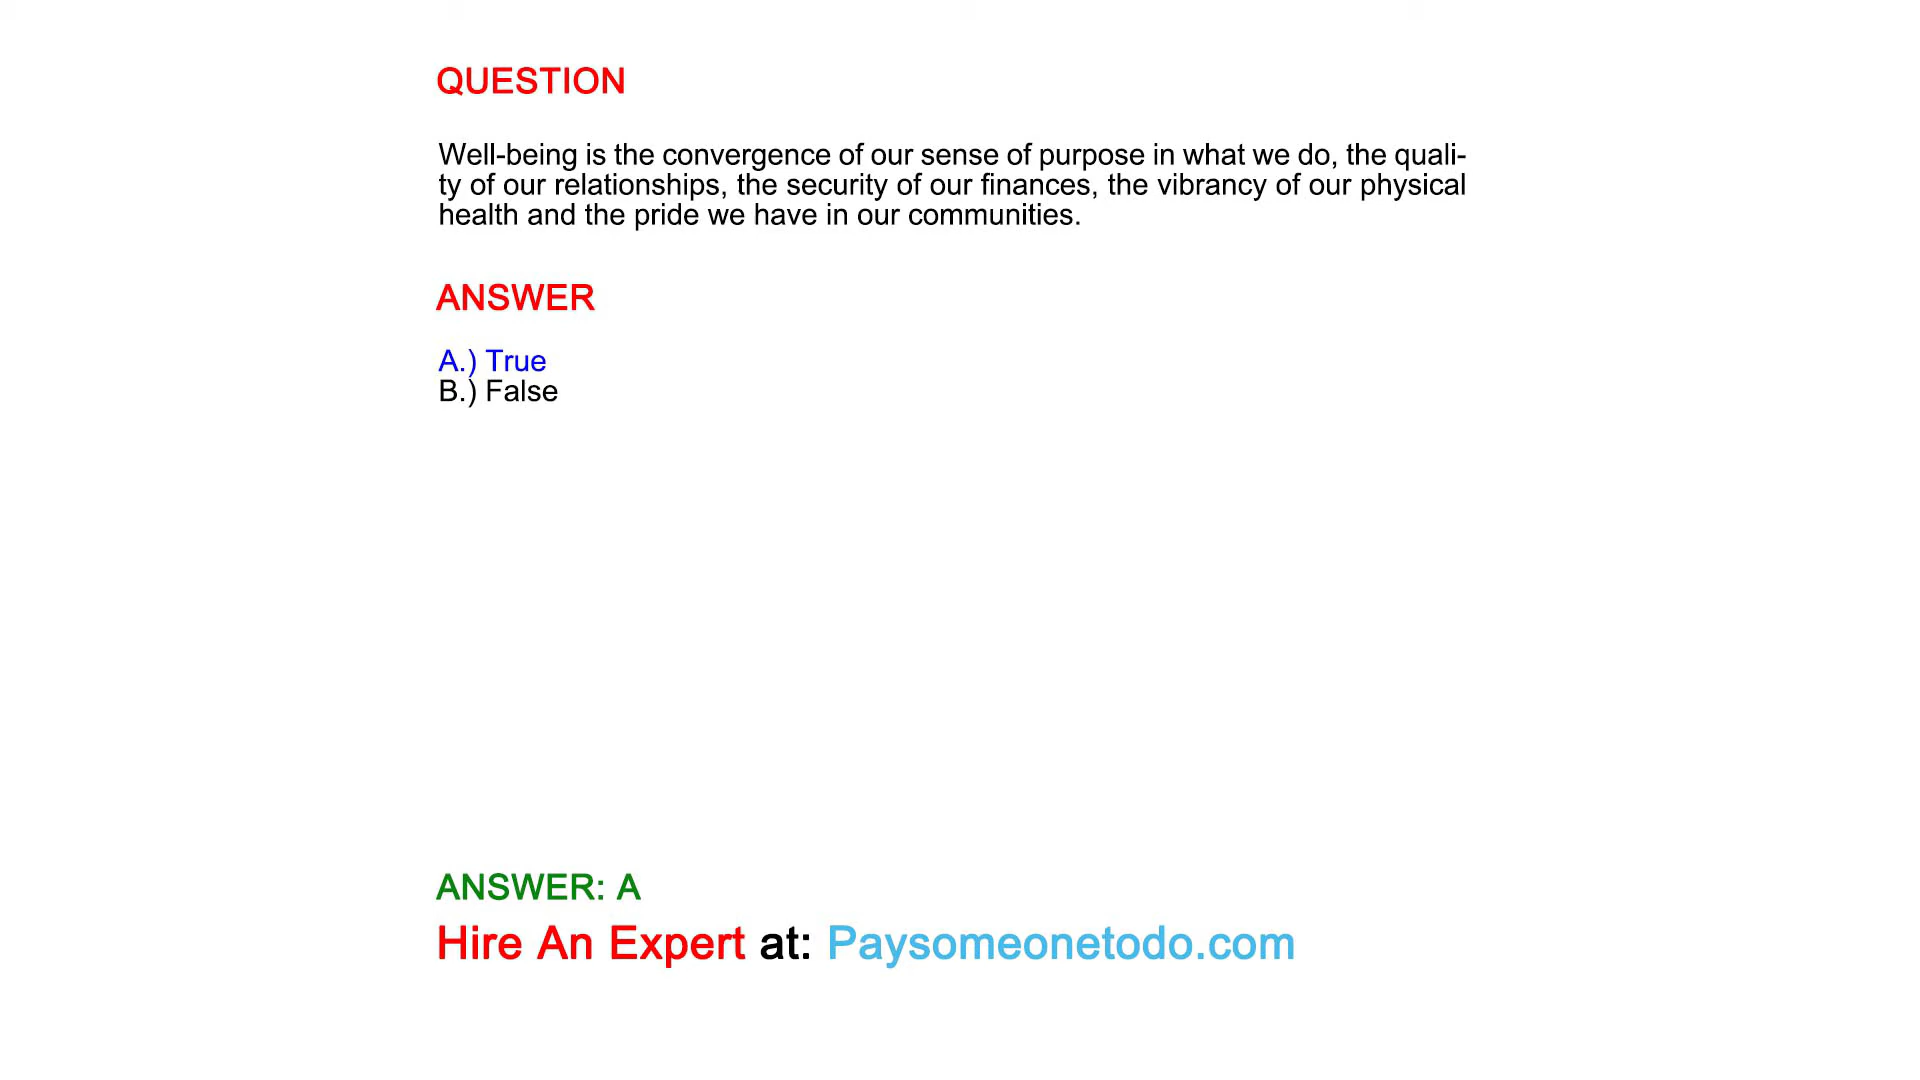 QUESTION
Well-being is the convergence of our sense of purpose in what we do, the quali-
ty of our relationships, the security of our finances, the vibrancy of our physical
health and the pride we have in our communities.
ANSWER
A.) True
B.) False
ANSWER: A
Hire An Expert at: Paysomeonetodo.com